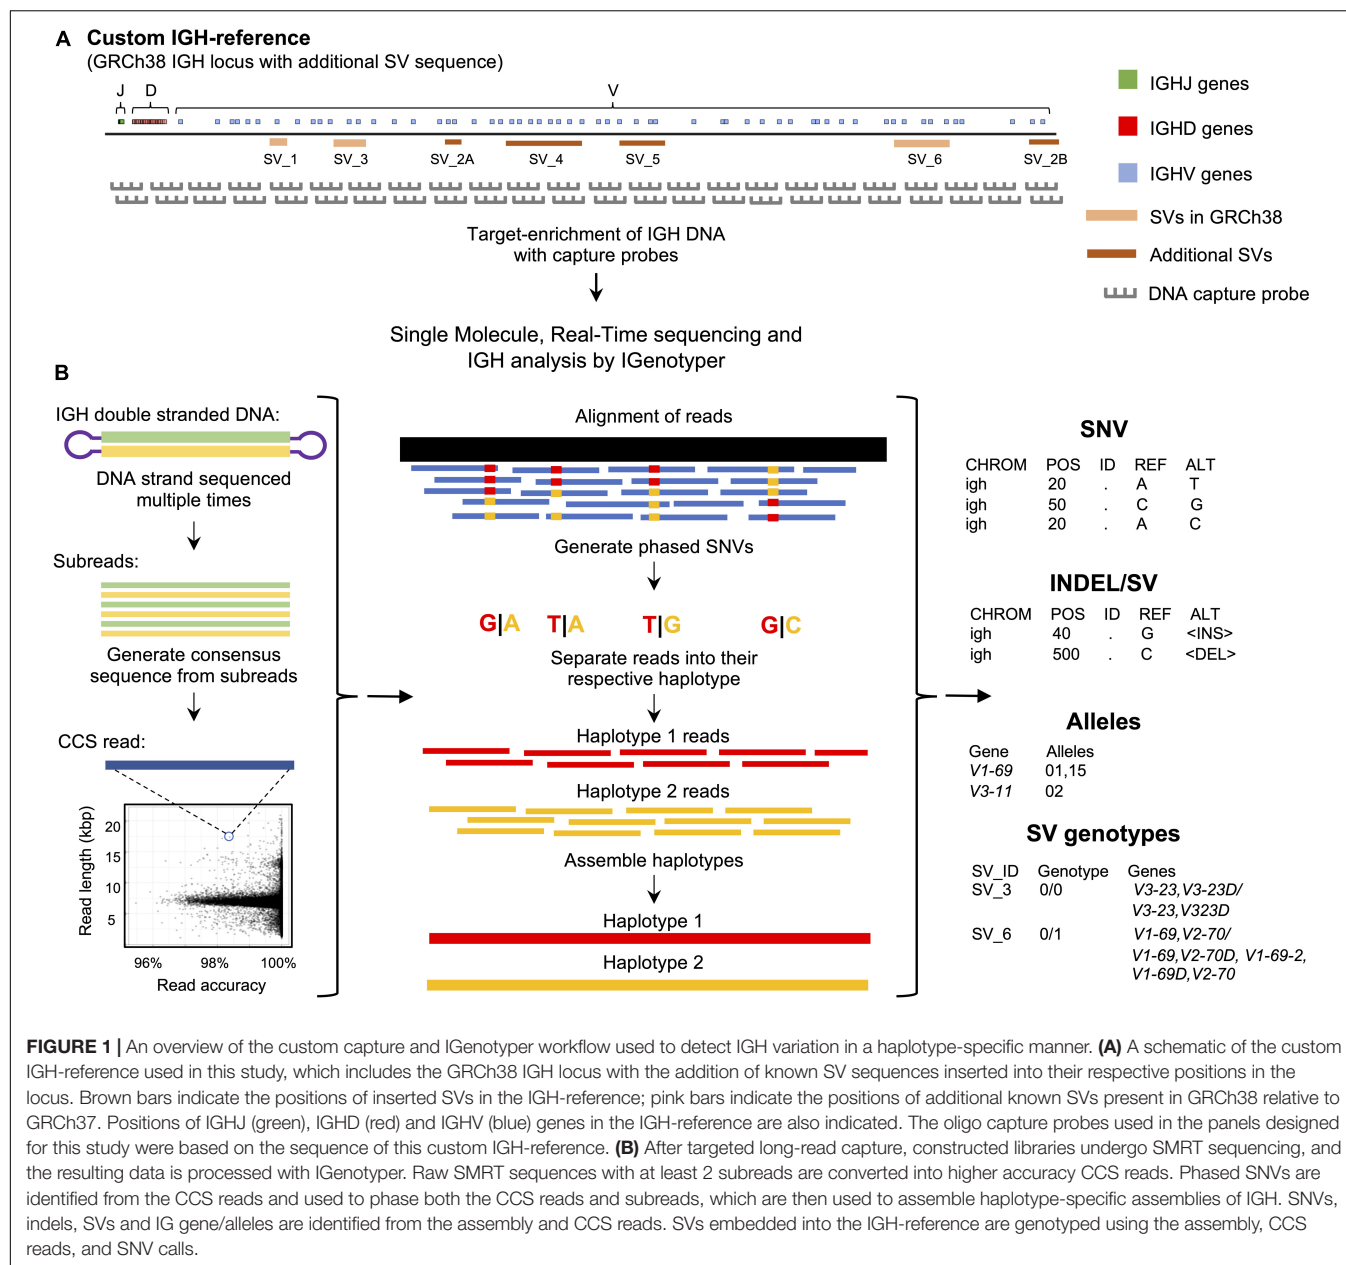 A Custom IGH-reference
(GRCh38 IGH locus with additional SV sequence)
J D V
SV_1 SV_3 SV_2A SV_4 SV_5 SV_6 SV_2B
IGHJ genes
IGHD genes
IGHV genes
SVs in GRCh38
Additional SVs
DNA capture probe
Target-enrichment of IGH DNA
with capture probes
Single Molecule, Real-Time sequencing and
IGH analysis by IGenotyper
B
IGH double stranded DNA:
DNA strand sequenced
multiple times
Subreads:
Generate consensus
sequence from subreads
CCS read:
Read length (kbp)
20
15
10
5
96% 98% 100%
Read accuracy
Alignment of reads
Generate phased SNVs
G|A T|A T|G G|C
Separate reads into their
respective haplotype
Haplotype 1 reads
Haplotype 2 reads
Assemble haplotypes
Haplotype 1
Haplotype 2
SNV
CHROM POS ID REF ALT
igh 20 . A T
igh 50 . C G
igh 20 . A C
INDEL/SV
CHROM POS ID REF ALT
igh 40 . G <INS>
igh 500 . C <DEL>
Alleles
Gene Alleles
V1-69 01,15
V3-11 02
SV genotypes
SV_ID Genotype Genes
SV_3 0/0 V3-23,V3-23D/
V3-23,V323D
SV_6 0/1 V1-69,V2-70/
V1-69,V2-70D, V1-69-2,
V1-69D,V2-70
FIGURE 1 | An overview of the custom capture and IGenotyper workflow used to detect IGH variation in a haplotype-specific manner. (A) A schematic of the custom
IGH-reference used in this study, which includes the GRCh38 IGH locus with the addition of known SV sequences inserted into their respective positions in the
locus. Brown bars indicate the positions of inserted SVs in the IGH-reference; pink bars indicate the positions of additional known SVs present in GRCh38 relative to
GRCh37. Positions of IGHJ (green), IGHD (red) and IGHV (blue) genes in the IGH-reference are also indicated. The oligo capture probes used in the panels designed
for this study were based on the sequence of this custom IGH-reference. (B) After targeted long-read capture, constructed libraries undergo SMRT sequencing, and
the resulting data is processed with IGenotyper. Raw SMRT sequences with at least 2 subreads are converted into higher accuracy CCS reads. Phased SNVs are
identified from the CCS reads and used to phase both the CCS reads and subreads, which are then used to assemble haplotype-specific assemblies of IGH. SNVs,
indels, SVs and IG gene/alleles are identified from the assembly and CCS reads. SVs embedded into the IGH-reference are genotyped using the assembly, CCS
reads, and SNV calls.